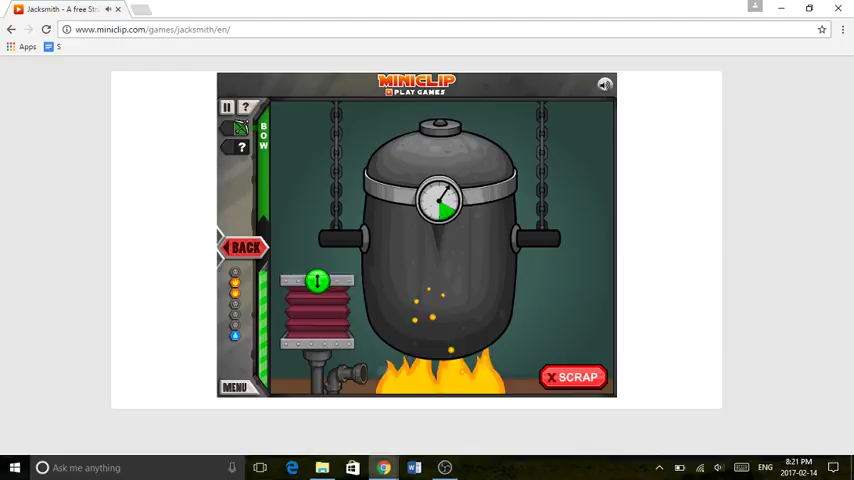 Jacksmith - A free Str
www.miniclip.com/games/jacksmith/en/
Apps
S
MINICLIP
PLAY GAMES
?
BOW
?
BACK
X SCRAP
MENU
Ask me anything
ENG
8:21 PM
2017-02-14